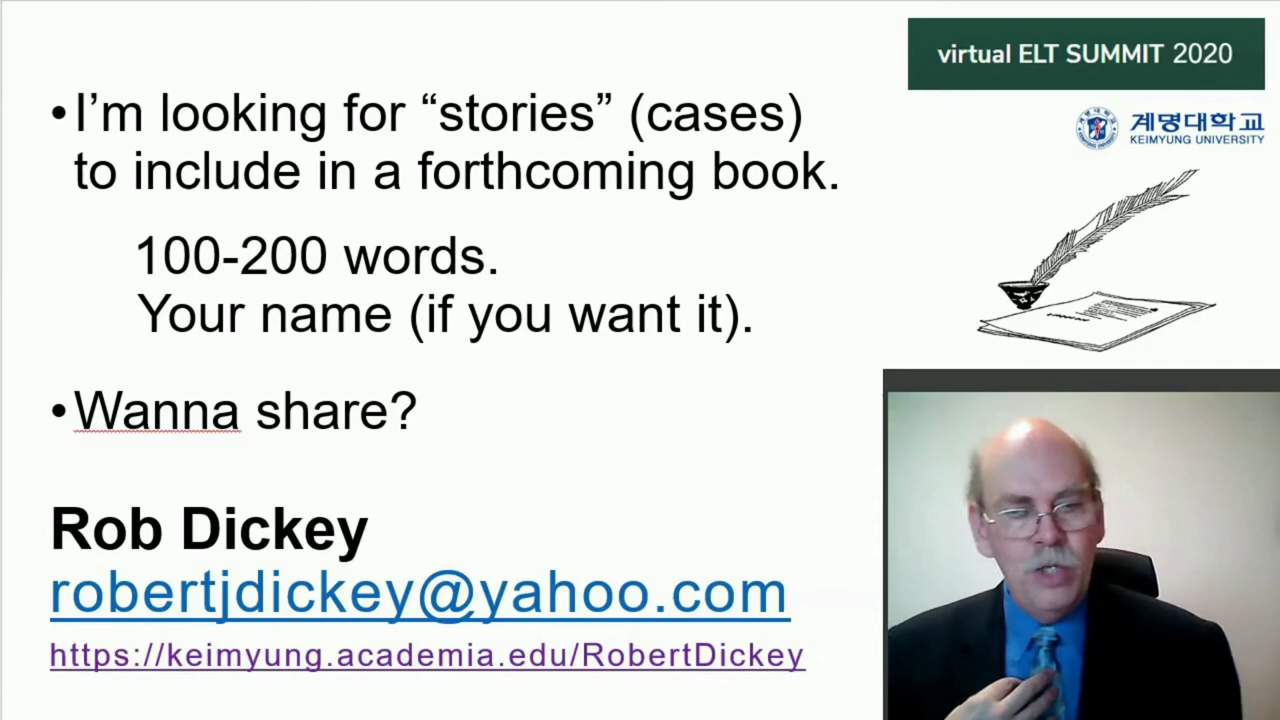 virtual ELT SUMMIT 2020
계명대학교
KEIMYUNG UNIVERSITY
•I’m looking for “stories” (cases)
to include in a forthcoming book.
100-200 words.
Your name (if you want it).
•Wanna share?
Rob Dickey
robertjdickey@yahoo.com
https://keimyung.academia.edu/RobertDickey